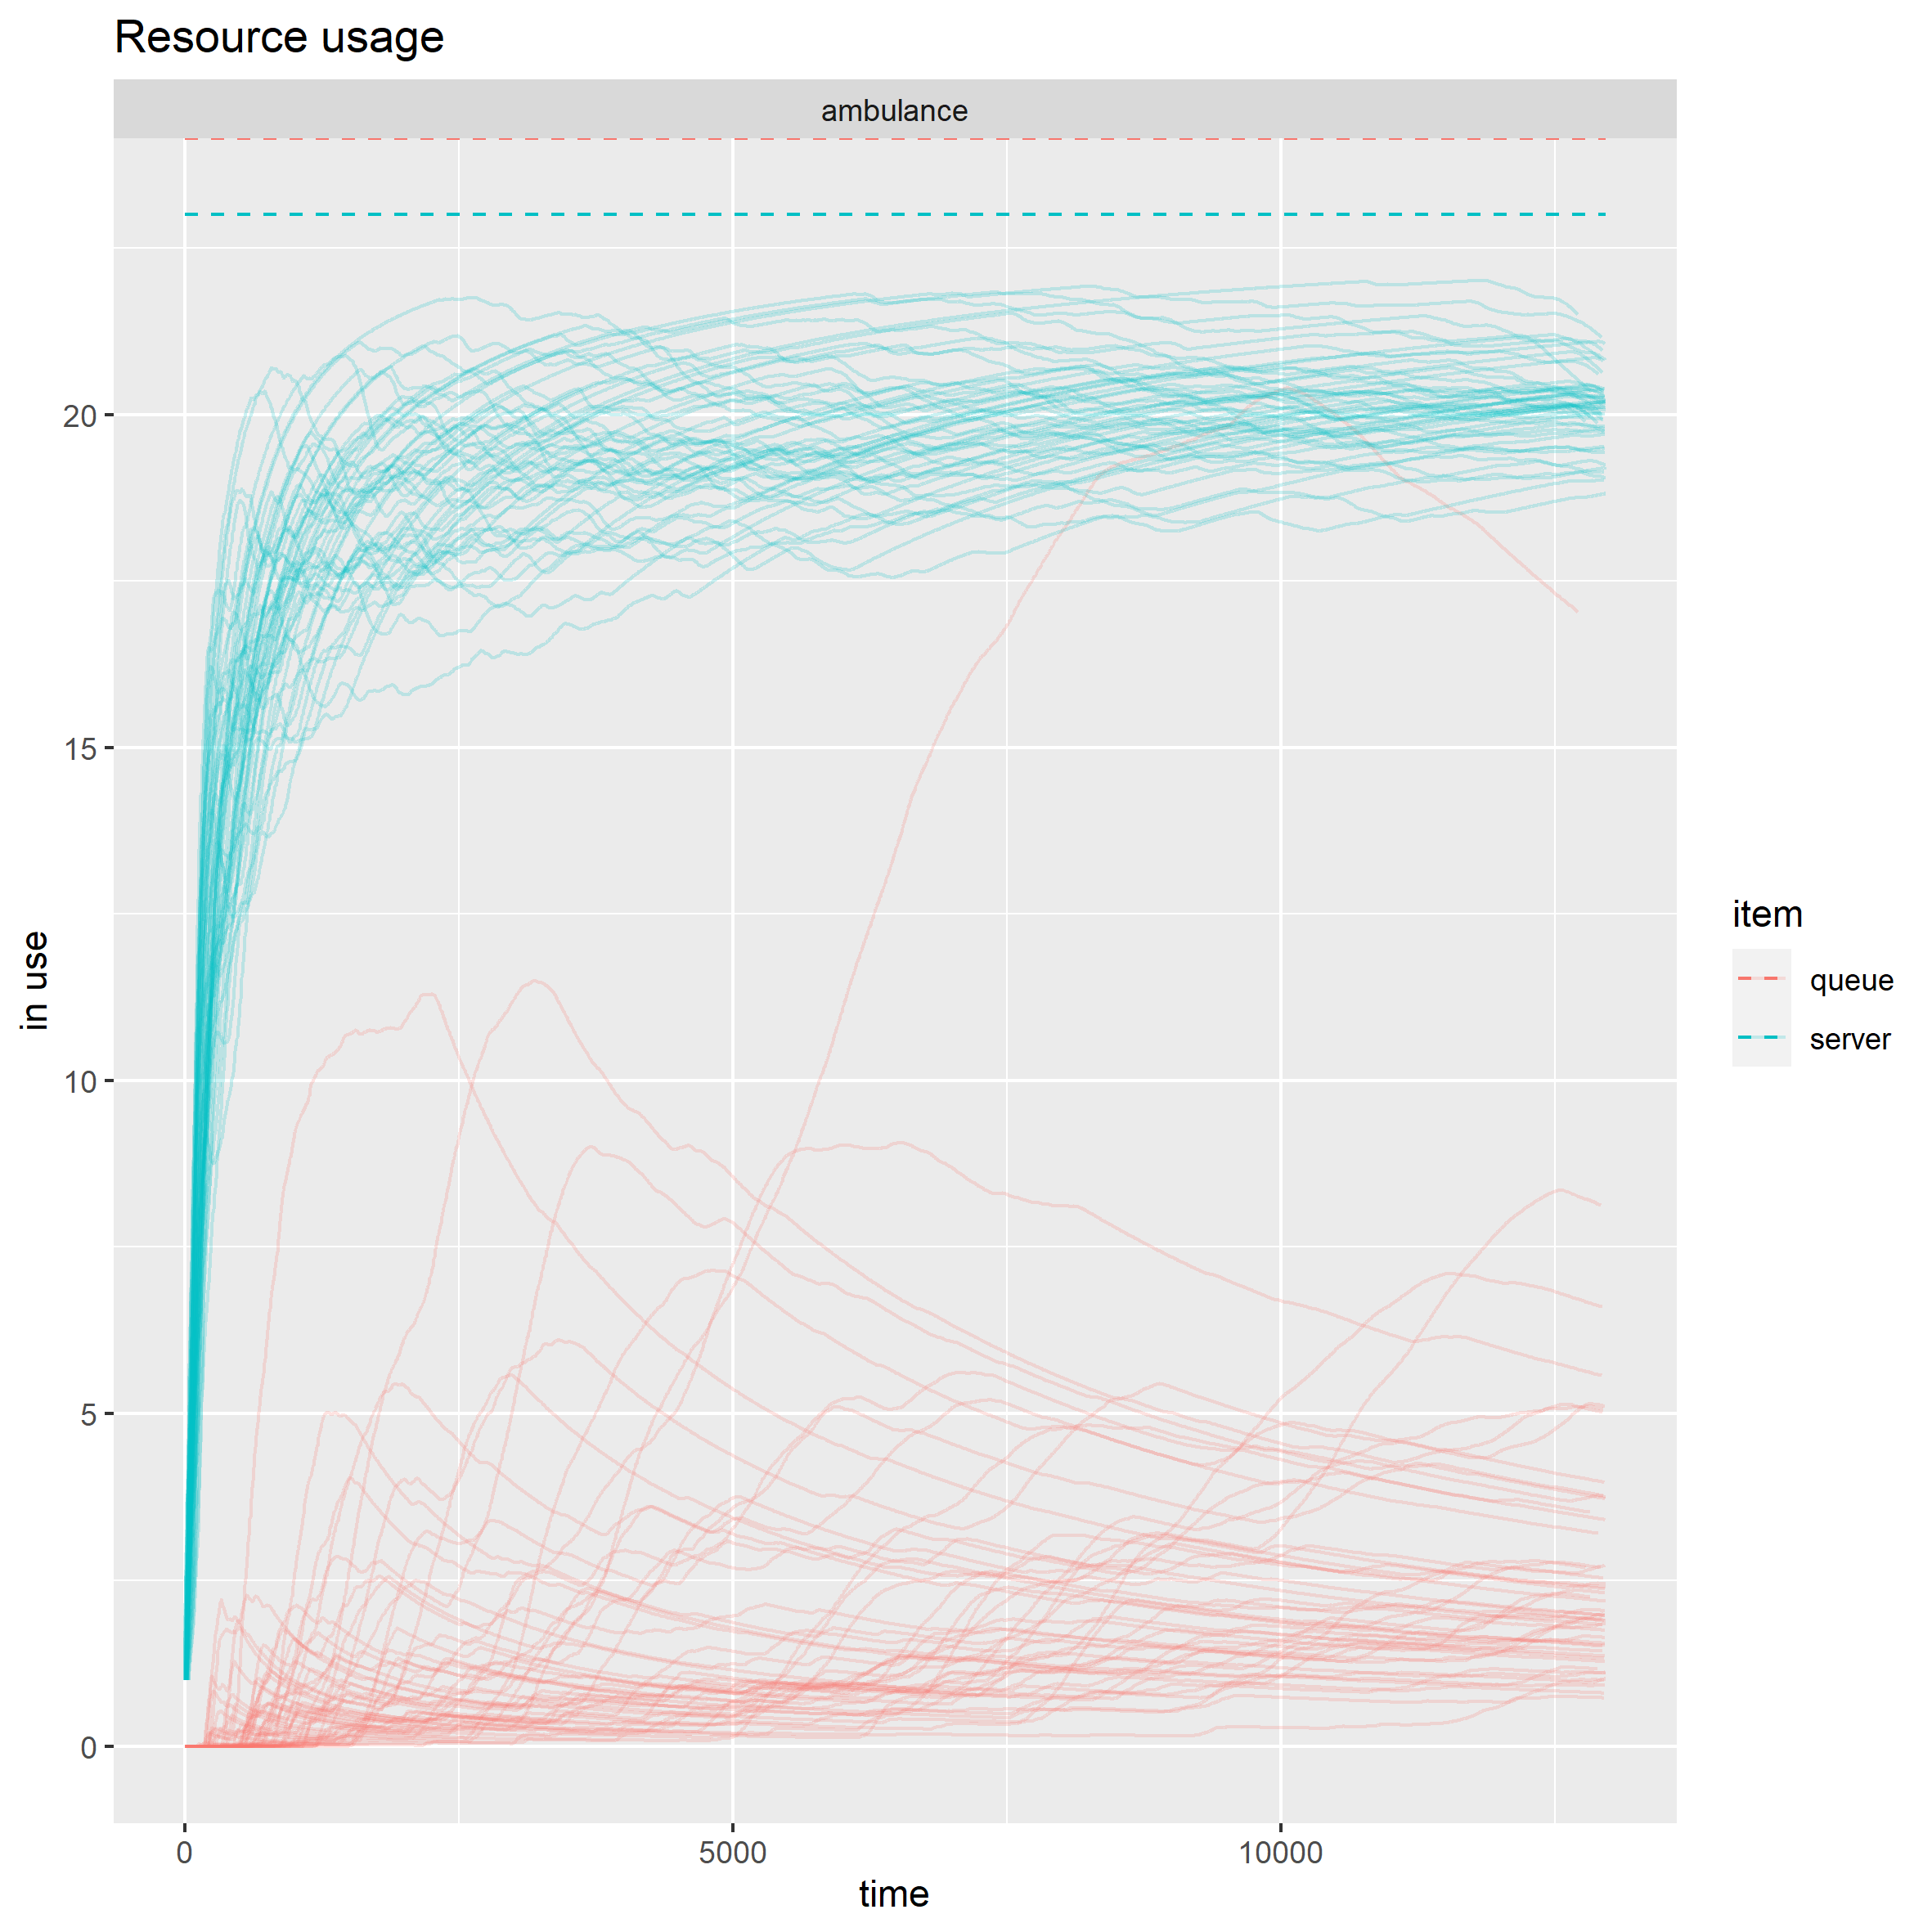 Resource usage
ambulance
20
15
10
5
0
in use
0 5000 10000
time
item
queue
server